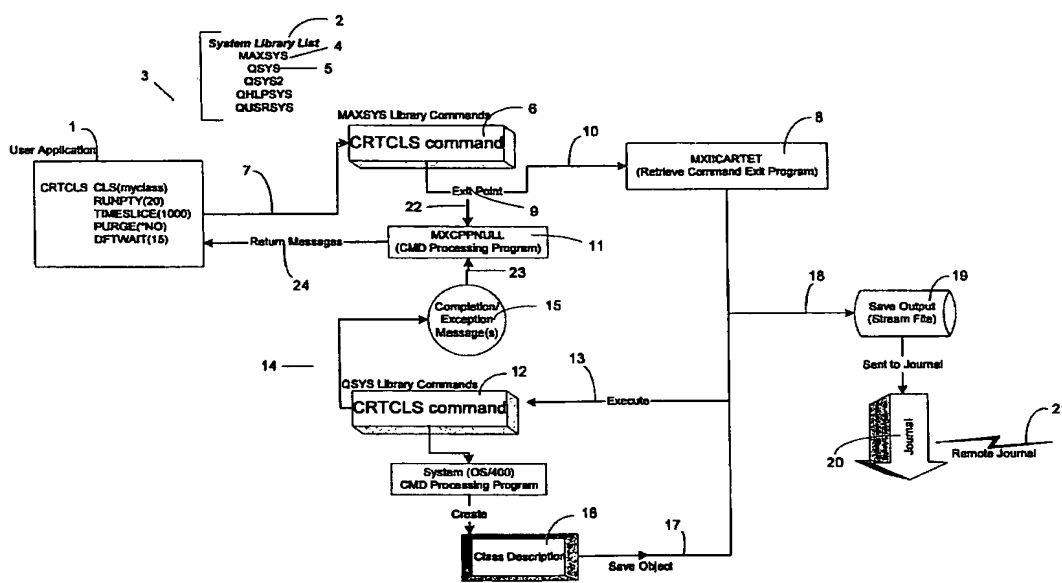 2
System Library List
MAXSYS
4
QSYS
5
QSYS2
QHLPSYS
QUSRSYS
3
1
User Application
CRTCLS CLS(myclass)
RUNPTY(20)
TIMESLICE(1000)
PURGE(*NO)
DFTWAIT(15)
7
MAXSYS Library Commands
6
CRTCLS command
10
8
(Retrieve Command Exit Program)
Exit Point
9
22
MXCPPNULL
(CMD Processing Program)
11
Return Messages
24
23
Completion/
Exception
Message(s)
15
14
18
19
Save Output
(Stream File)
Sent to Journal
13
12
QSYS Library Commands
CRTCLS command
Execute
Journal
20
2
Remote Journal
System (OS/400)
CMD Processing Program
Create
16
Class Description
17
Save Object